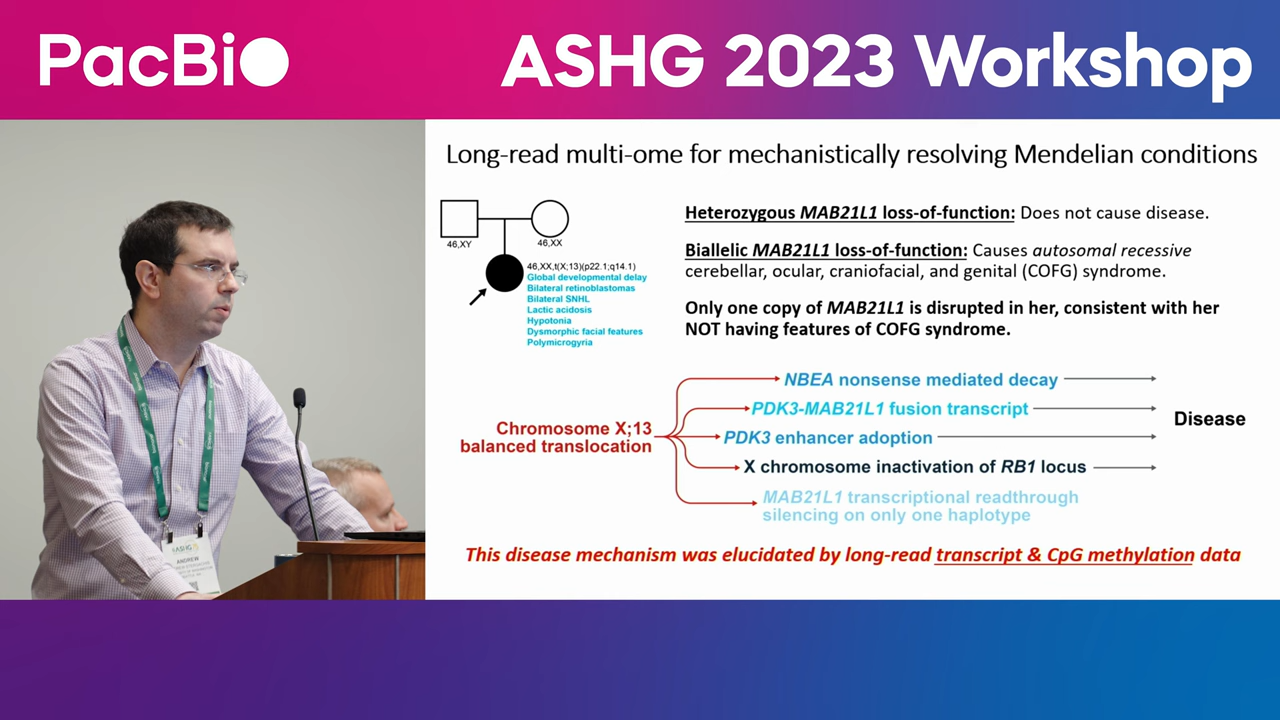 PacBio
ASHG 2023 Workshop
Long-read multi-ome for mechanistically resolving Mendelian conditions
46,XY
46,XX
46,XX,t(X;13)(p22.1;q14.1)
Global developmental delay
Bilateral retinoblastomas
Bilateral SNHL
Lactic acidosis
Hypotonia
Dysmorphic facial features
Polymicrogyria
Heterozygous MAB21L1 loss-of-function: Does not cause disease.
Biallelic MAB21L1 loss-of-function: Causes autosomal recessive
cerebellar, ocular, craniofacial, and genital (COFG) syndrome.
Only one copy of MAB21L1 is disrupted in her, consistent with her
NOT having features of COFG syndrome.
Chromosome X;13
balanced translocation
NBEA nonsense mediated decay
PDK3-MAB21L1 fusion transcript
PDK3 enhancer adoption
X chromosome inactivation of RB1 locus
MAB21L1 transcriptional readthrough
silencing on only one haplotype
Disease
This disease mechanism was elucidated by long-read transcript & CpG methylation data
ASHG
ANDREW